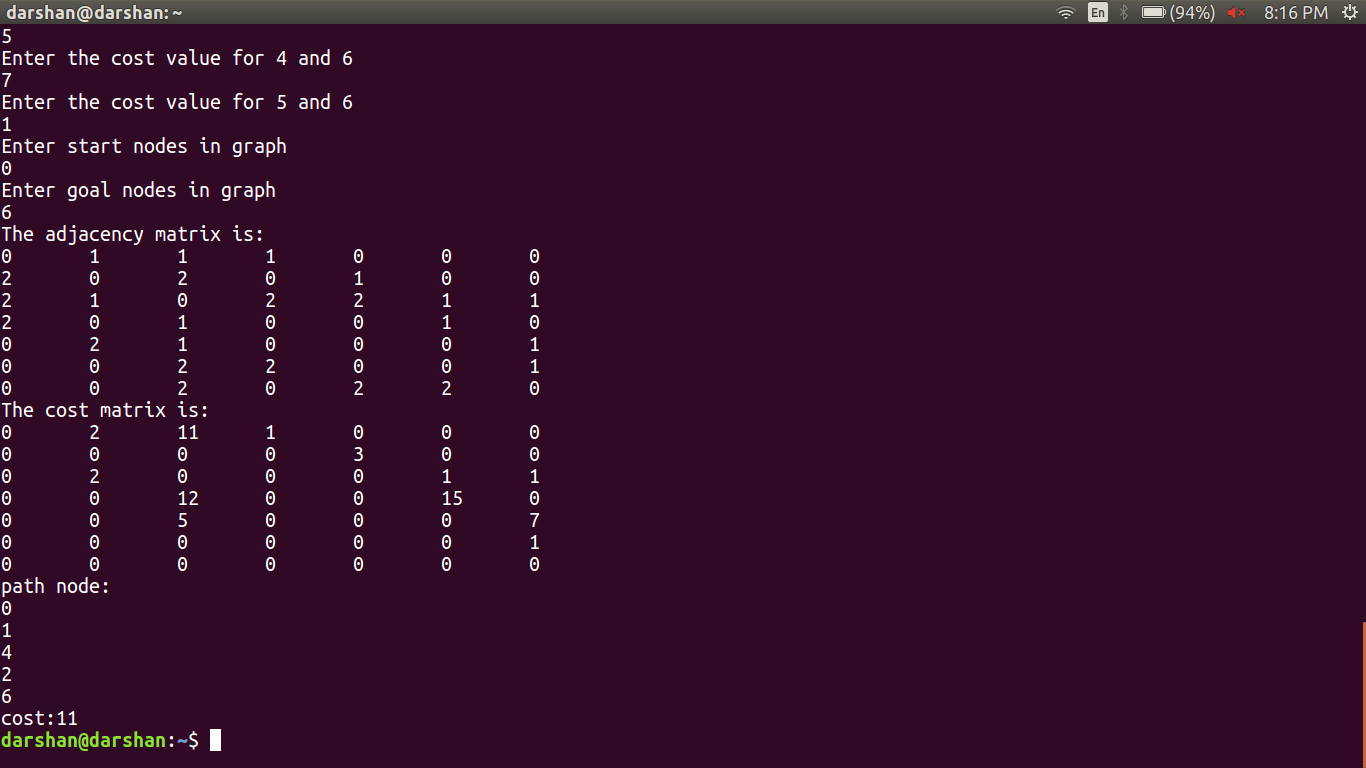 darshan@darshan: ~ En (94%) 8:16 PM
5
Enter the cost value for 4 and 6
7
Enter the cost value for 5 and 6
1
Enter start nodes in graph
0
Enter goal nodes in graph
6
The adjacency matrix is:
0 1 1 1 0 0 0
2 0 2 0 1 0 0
2 1 0 2 2 1 1
2 0 1 0 0 1 0
0 2 1 0 0 0 1
0 0 2 2 0 0 1
0 0 2 0 2 2 0
The cost matrix is:
0 2 11 1 0 0 0
0 0 0 0 3 0 0
0 2 0 0 0 1 1
0 0 12 0 0 15 0
0 0 5 0 0 0 7
0 0 0 0 0 0 1
0 0 0 0 0 0 0
path node:
0
1
4
2
6
cost:11
darshan@darshan:~$